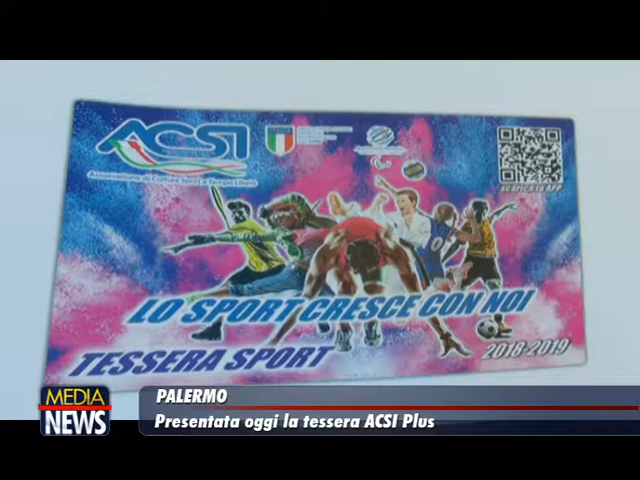 ACSI
Associazione di Cultura Sport e Tempo Libero
scarica la APP
LO SPORT CRESCE CON NOI
TESSERA SPORT
2018-2019
MEDIA
NEWS
PALERMO
Presentata oggi la tessera ACSI Plus